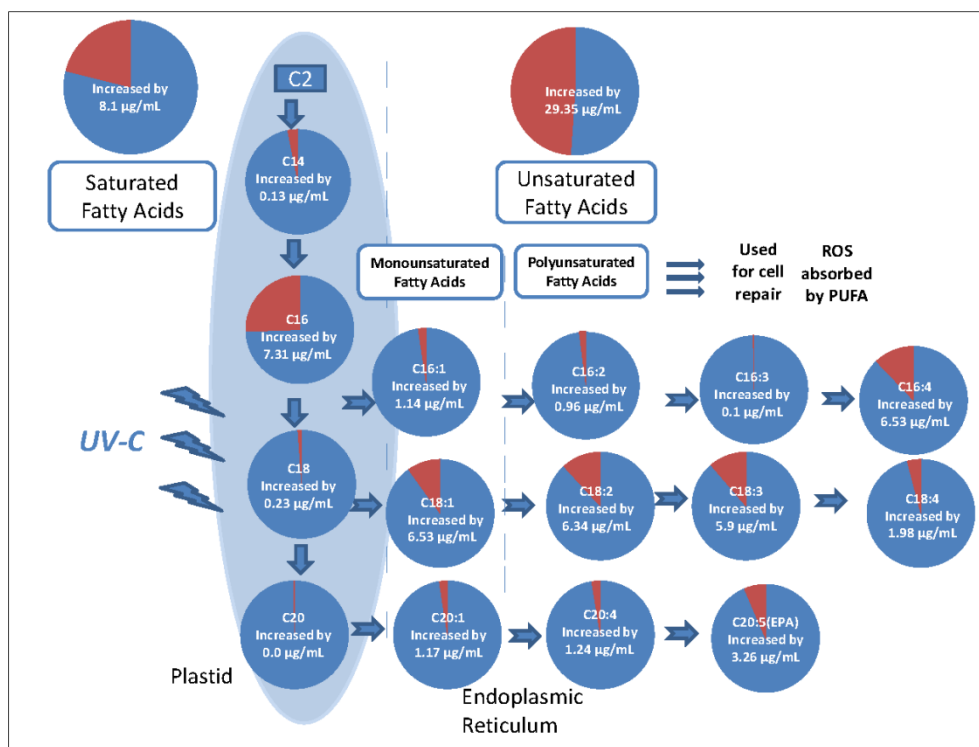 Increased by
8.1 µg/mL
Saturated
Fatty Acids
C2
C14
Increased by
0.13 µg/mL
Increased by
29.35 µg/mL
Unsaturated
Fatty Acids
C16
Increased by
7.31 µg/mL
Monounsaturated
Fatty Acids
Polyunsaturated
Fatty Acids
Used
for cell
repair
ROS
absorbed
by PUFA
C16:1
Increased by
1.14 µg/mL
C16:2
Increased by
0.96 µg/mL
C16:3
Increased by
0.1 µg/mL
C16:4
Increased by
6.53 µg/mL
UV-C
C18
Increased by
0.23 µg/mL
C18:1
Increased by
6.53 µg/mL
C18:2
Increased by
6.34 µg/mL
C18:3
Increased by
5.9 µg/mL
C18:4
Increased by
1.98 µg/mL
C20
Increased by
0.0 µg/mL
C20:1
Increased by
1.17 µg/mL
C20:4
Increased by
1.24 µg/mL
C20:5(EPA)
Increased by
3.26 µg/mL
Plastid
Endoplasmic
Reticulum